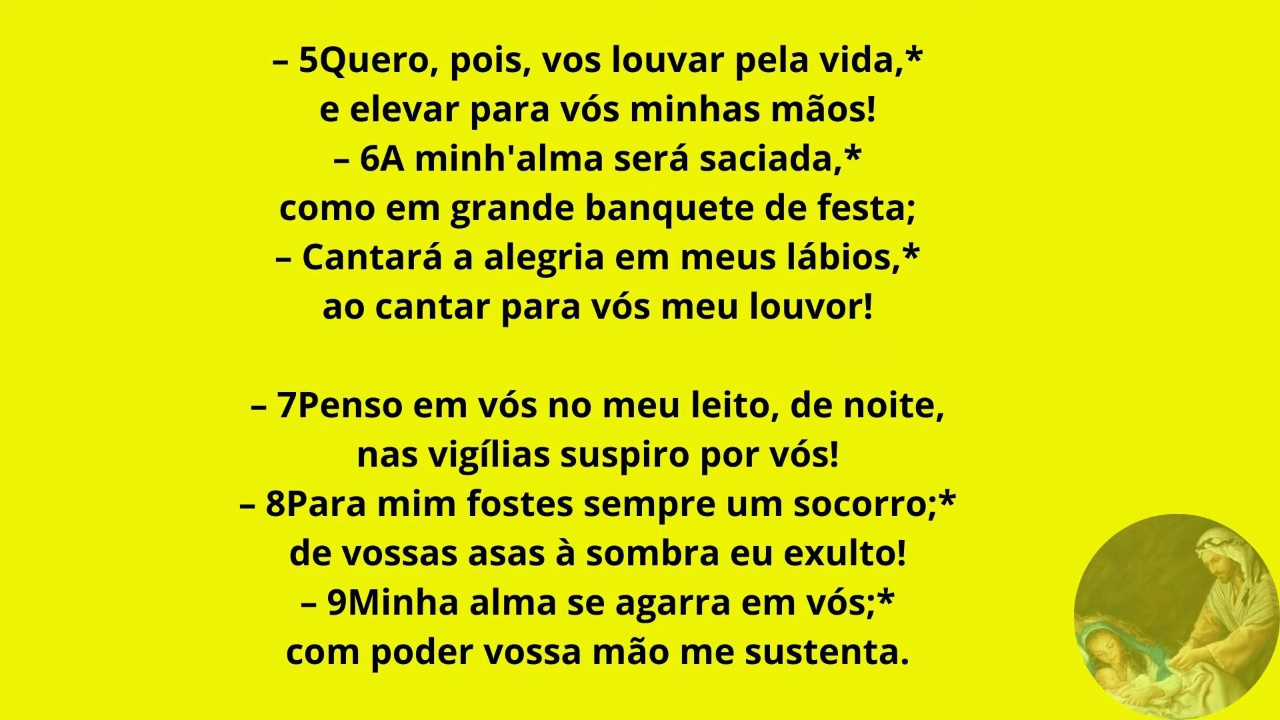 – 5Quero, pois, vos louvar pela vida,*
e elevar para vós minhas mãos!
– 6A minh'alma será saciada,*
como em grande banquete de festa;
– Cantará a alegria em meus lábios,*
ao cantar para vós meu louvor!
– 7Penso em vós no meu leito, de noite,
nas vigílias suspiro por vós!
– 8Para mim fostes sempre um socorro;*
de vossas asas à sombra eu exulto!
– 9Minha alma se agarra em vós;*
com poder vossa mão me sustenta.